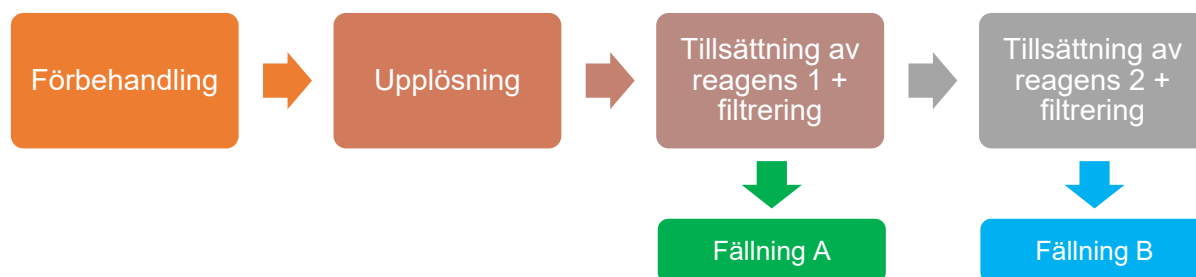 Förbehandling
Upplösning
Tillsättning av
reagens 1 +
filtrering
Tillsättning av
reagens 2 +
filtrering
Fällning A
Fällning B